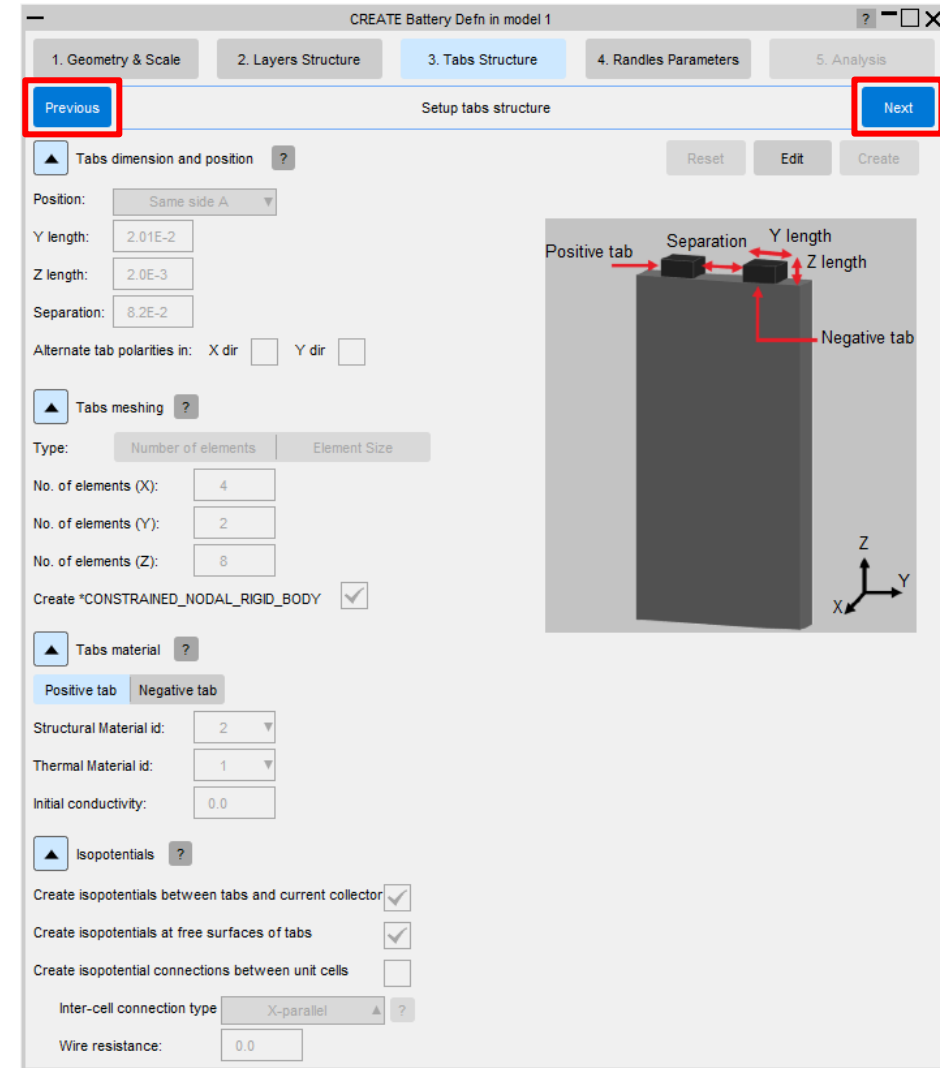 CREATE Battery Defn in model 1
?
1. Geometry & Scale
2. Layers Structure
3. Tabs Structure
4. Randles Parameters
5. Analysis
Previous
Setup tabs structure
Next
Tabs dimension and position
?
Reset
Edit
Create
Position:
Same side A
Y length:
2.01E-2
Z length:
2.0E-3
Separation:
8.2E-2
Alternate tab polarities in:
X dir
Y dir
Positive tab
Separation
Y length
Z length
Negative tab
Z
Y
X
Tabs meshing
?
Type:
Number of elements
Element Size
No. of elements (X):
4
No. of elements (Y):
2
No. of elements (Z):
8
Create *CONSTRAINED_NODAL_RIGID_BODY
Tabs material
?
Positive tab
Negative tab
Structural Material id:
2
Thermal Material id:
1
Initial conductivity:
0.0
Isopotentials
?
Create isopotentials between tabs and current collector
Create isopotentials at free surfaces of tabs
Create isopotential connections between unit cells
Inter-cell connection type
X-parallel
?
Wire resistance:
0.0